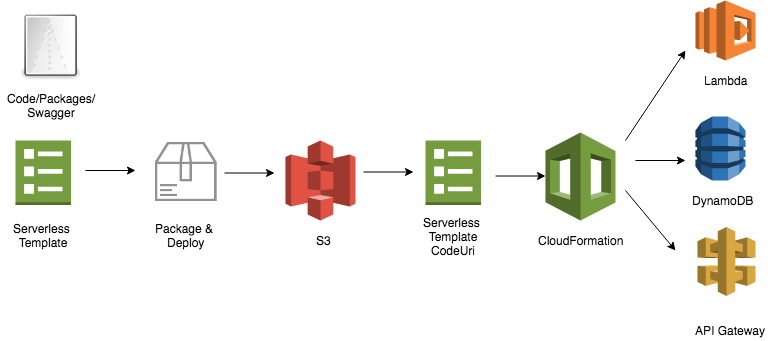 Code/Packages/
Swagger
Serverless
Template
Package &
Deploy
S3
Serverless
Template
CodeUri
CloudFormation
Lambda
DynamoDB
API Gateway